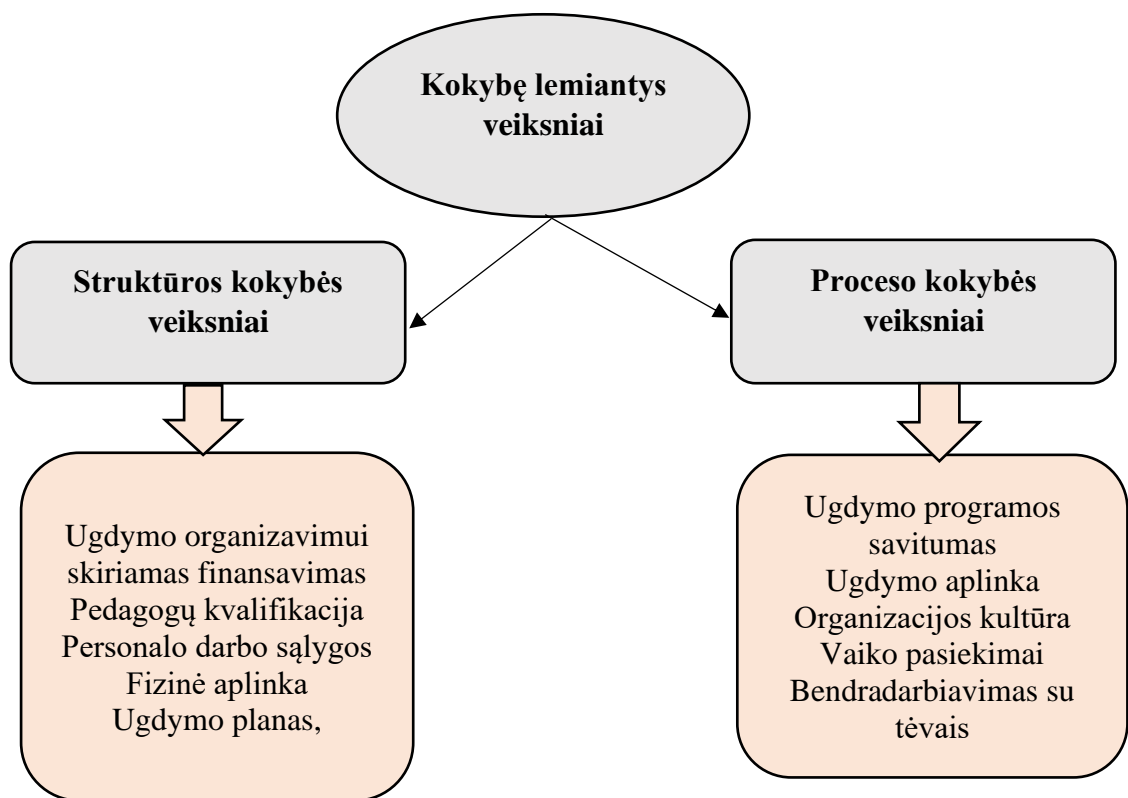 Kokybę lemiantys
veiksniai
Struktūros kokybės
veiksniai
Proceso kokybės
veiksniai
Ugdymo organizavimui
skiriamas finansavimas
Pedagogų kvalifikacija
Personalo darbo sąlygos
Fizinė aplinka
Ugdymo planas,
Ugdymo programos
savitumas
Ugdymo aplinka
Organizacijos kultūra
Vaiko pasiekimai
Bendradarbiavimas su
tėvais